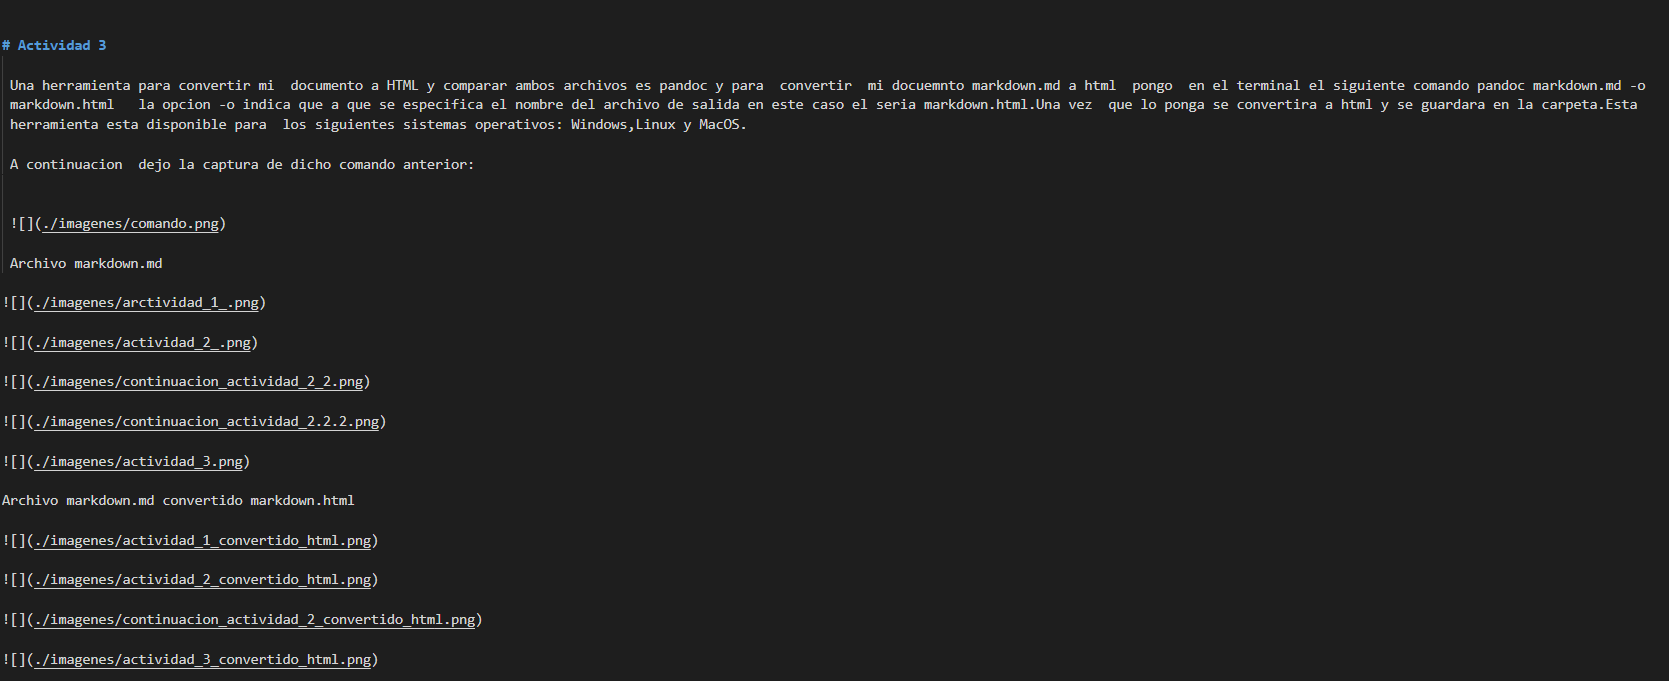 # Actividad 3
Una herramienta para convertir mi  documento a HTML y comparar ambos archivos es pandoc y para  convertir  mi docuemnto markdown.md a html  pongo  en el terminal el siguiente comando pandoc markdown.md -o
markdown.html   la opcion -o indica que a que se especifica el nombre del archivo de salida en este caso el seria markdown.html.Una vez  que lo ponga se convertira a html y se guardara en la carpeta.Esta
herramienta esta disponible para  los siguientes sistemas operativos: Windows,Linux y MacOS.
A continuacion  dejo la captura de dicho comando anterior:
![](./imagenes/comando.png)
Archivo markdown.md
![](./imagenes/arctividad_1_.png)
![](./imagenes/actividad_2_.png)
![](./imagenes/continuacion_actividad_2_2.png)
![](./imagenes/continuacion_actividad_2.2.2.png)
![](./imagenes/actividad_3.png)
Archivo markdown.md convertido markdown.html
![](./imagenes/actividad_1_convertido_html.png)
![](./imagenes/actividad_2_convertido_html.png)
![](./imagenes/continuacion_actividad_2_convertido_html.png)
![](./imagenes/actividad_3_convertido_html.png)